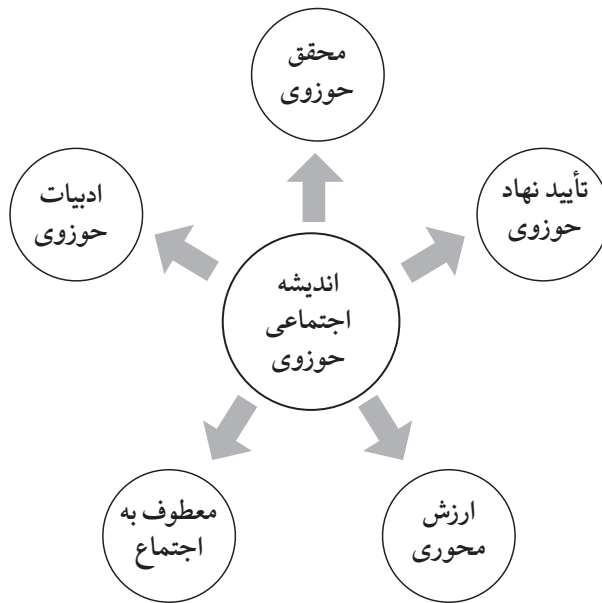 محقق
حوزوی
تأیید نهاد
حوزوی
ادبیات
حوزوی
اندیشه
اجتماعی
حوزوی
ارزش
محوری
معطوف به
اجتماع